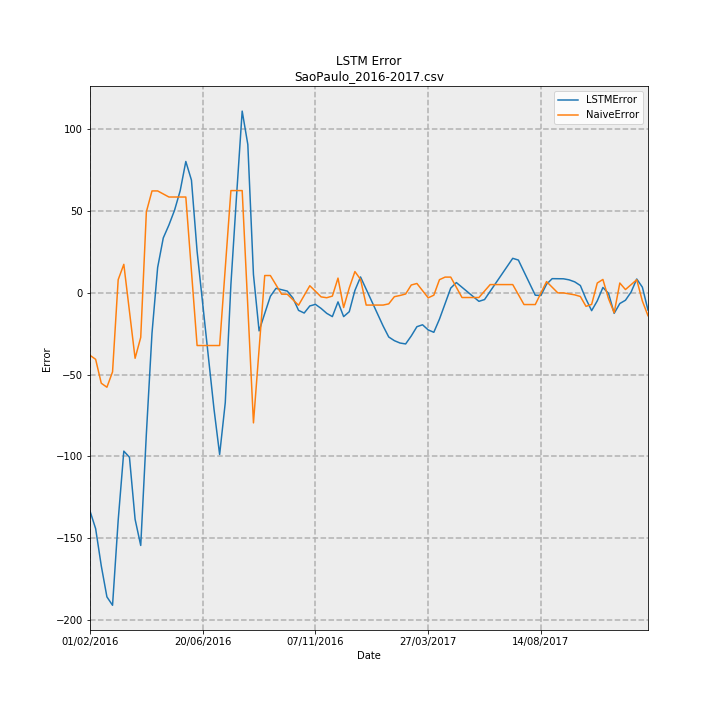 LSTM Error
SaoPaulo_2016-2017.csv
LSTMError
NaiveError
100
50
0
−50
−100
−150
−200
Error
01/02/2016 20/06/2016 07/11/2016 27/03/2017 14/08/2017
Date